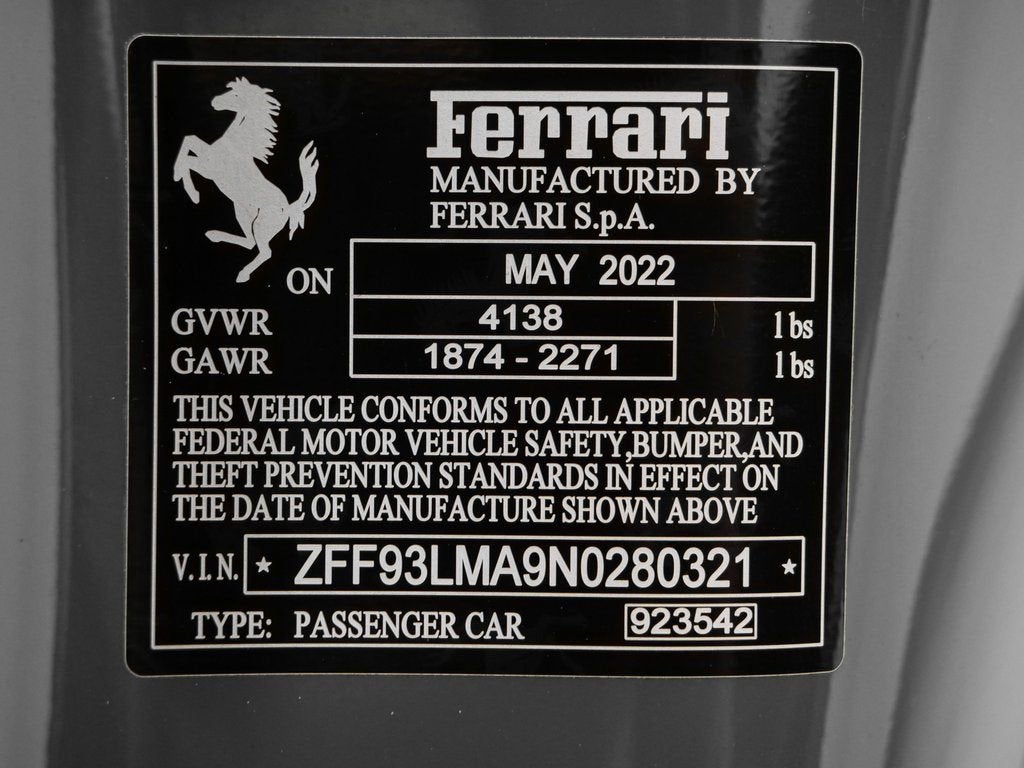 Ferrari
MANUFACTURED BY
FERRARI S.p.A.
ON MAY 2022
GVWR 4138 lbs
GAWR 1874 - 2271 lbs
THIS VEHICLE CONFORMS TO ALL APPLICABLE
FEDERAL MOTOR VEHICLE SAFETY,BUMPER,AND
THEFT PREVENTION STANDARDS IN EFFECT ON
THE DATE OF MANUFACTURE SHOWN ABOVE
V.I.N. ★ ZFF93LMA9N0280321 ★
TYPE: PASSENGER CAR 923542